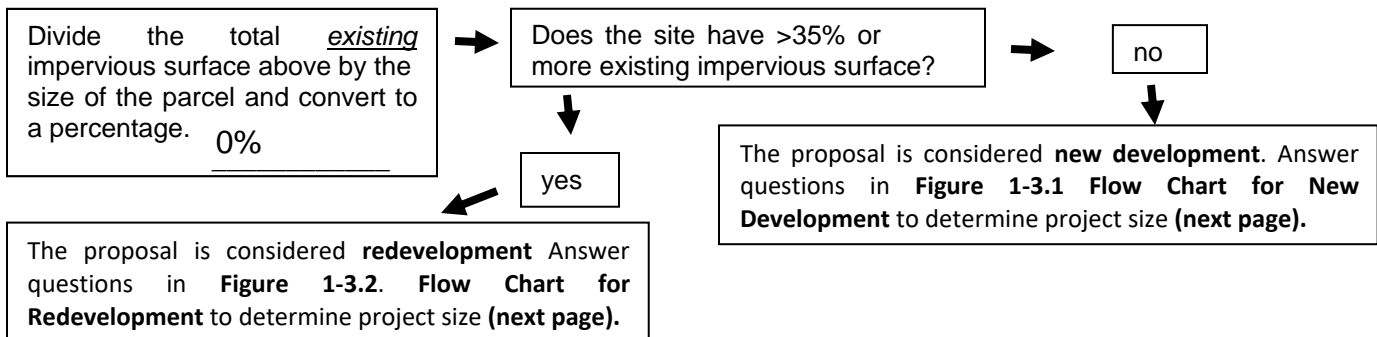 Divide the total existing
impervious surface above by the
size of the parcel and convert to
a percentage. 0%
Does the site have >35% or
more existing impervious surface?
no
yes
The proposal is considered new development. Answer
questions in Figure 1-3.1 Flow Chart for New
Development to determine project size (next page).
The proposal is considered redevelopment Answer
questions in Figure 1-3.2. Flow Chart for
Redevelopment to determine project size (next page).